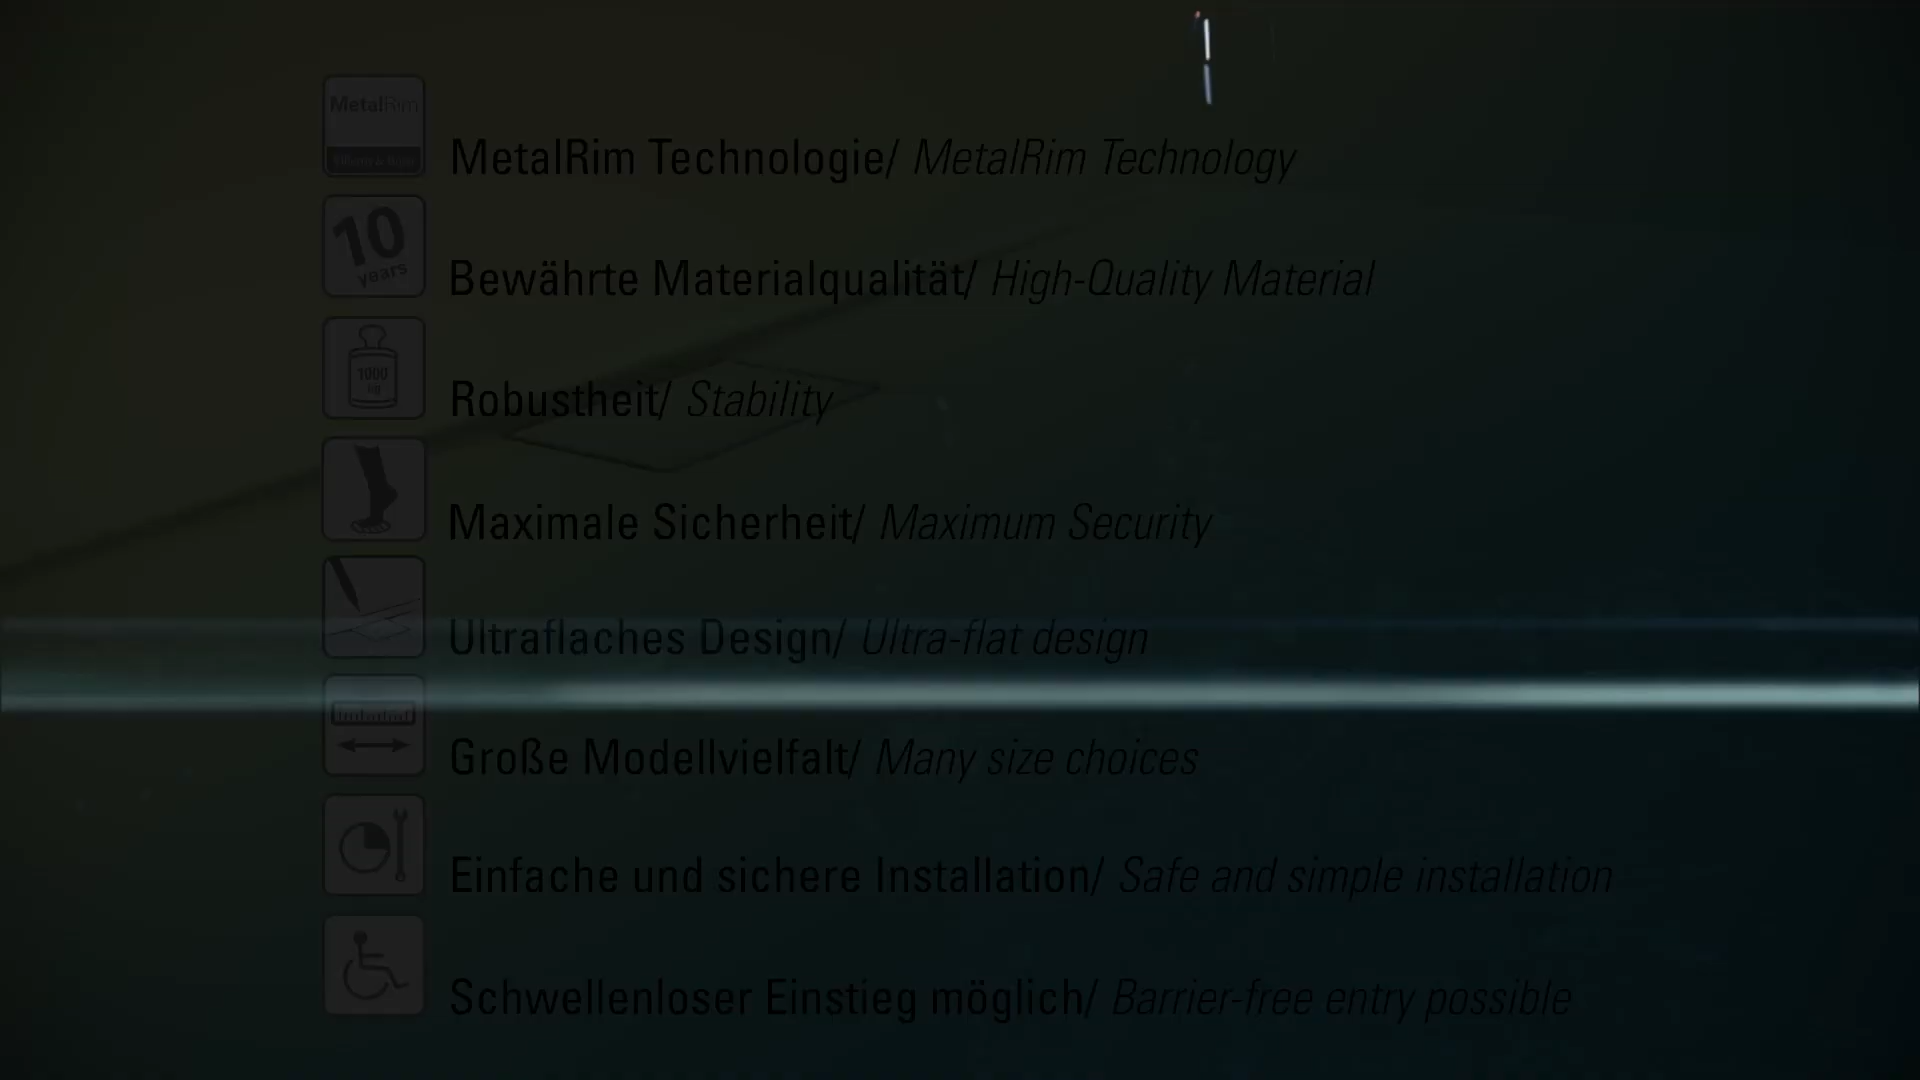 MetalRim
Villeroy & Boch
MetalRim Technologie/ MetalRim Technology
10
years
Bewährte Materialqualität/ High-Quality Material
1000
kg
Robustheit/ Stability
Maximale Sicherheit/ Maximum Security
Ultraflaches Design/ Ultra-flat design
Große Modellvielfalt/ Many size choices
Einfache und sichere Installation/ Safe and simple installation
Schwellenloser Einstieg möglich/ Barrier-free entry possible